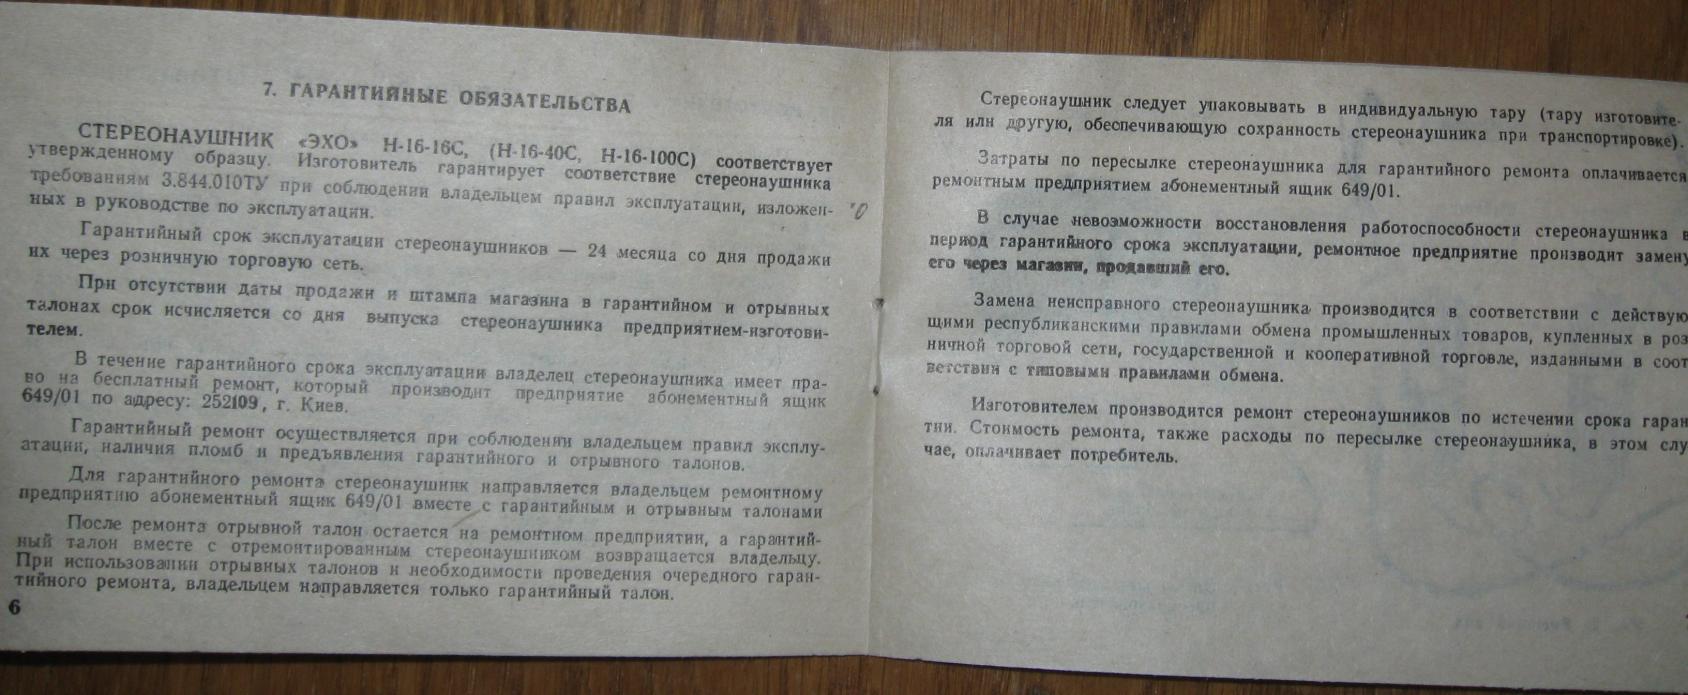 7. ГАРАНТИЙНЫЕ ОБЯЗАТЕЛЬСТВА
СТЕРЕОНАУШНИК «ЭХО» Н-16-16С, (Н-16-40С, Н-16-100С) соответствует
утвержденному образцу. Изготовитель гарантирует соответствие стереонаушника
требованиям 3.844.010ТУ при соблюдении владельцем правил эксплуатации, изложен-
ных в руководстве по эксплуатации.
Гарантийный срок эксплуатации стереонаушников — 24 месяца со дня продажи
их через розничную торговую сеть.
При отсутствии даты продажи и штампа магазина в гарантийном и отрывных
талонах срок исчисляется со дня выпуска стереонаушника предприятием-изготови-
телем.
В течение гарантийного срока эксплуатации владелец стереонаушника имеет пра-
во на бесплатный ремонт, который производит предприятие абонементный ящик
649/01 по адресу: 252109, г. Киев.
Гарантийный ремонт осуществляется при соблюдении владельцем правил эксплу-
атации, наличия пломб и предъявления гарантийного и отрывного талонов.
Для гарантийного ремонта стереонаушник направляется владельцем ремонтному
предприятию абонементный ящик 649/01 вместе с гарантийным и отрывным талонами
После ремонта отрывной талон остается на ремонтном предприятии, а гарантий-
ный талон вместе с отремонтированным стереонаушником возвращается владельцу.
При использовании отрывных талонов и необходимости проведения очередного гаран-
тийного ремонта, владельцем направляется только гарантийный талон.
6
Стереонаушник следует упаковывать в индивидуальную тару (тару изготовите-
ля или другую, обеспечивающую сохранность стереонаушника при транспортировке).
Затраты по пересылке стереонаушника для гарантийного ремонта оплачивается
ремонтным предприятием абонементный ящик 649/01.
В случае невозможности восстановления работоспособности стереонаушника в
период гарантийного срока эксплуатации, ремонтное предприятие производит замену
его через магазин, продавший его.
Замена неисправного стереонаушника производится в соответствии с действую
щими республиканскими правилами обмена промышленных товаров, купленных в роз
ничной торговой сети, государственной и кооперативной торговле, изданными в соот
ветствии с типовыми правилами обмена.
Изготовителем производится ремонт стереонаушников по истечении срока гаран
тии. Стоимость ремонта, также расходы по пересылке стереонаушника, в этом слу
чае, оплачивает потребитель.